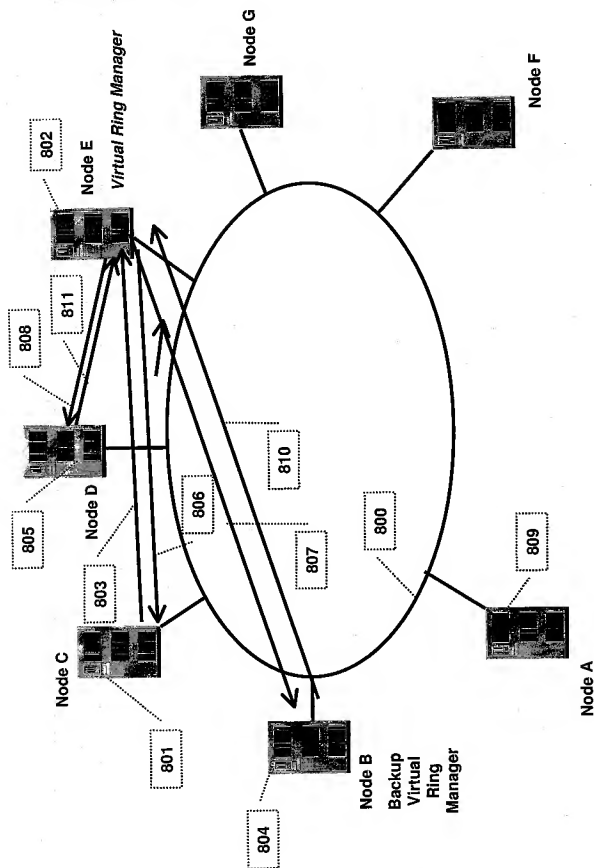 808
802
805
Node C
811
Node E
Node D
803
Virtual Ring Manager
801
806
Node G
804
810
807
Node B
800
Backup
Virtual
Ring
Manager
809
Node F
Node A